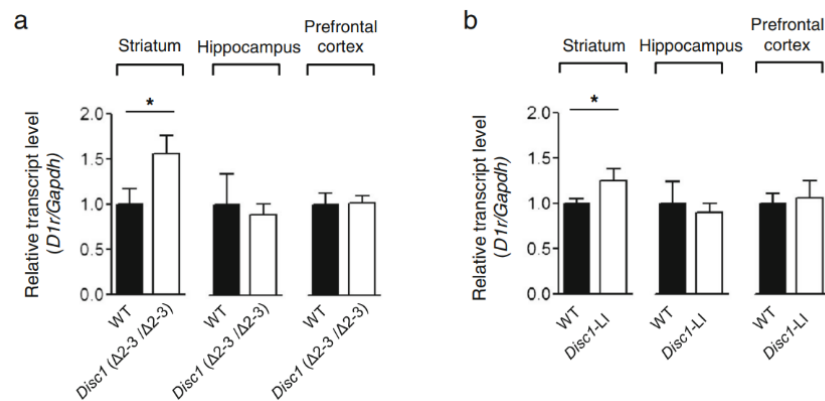 a
Striatum
Hippocampus
Prefrontal
cortex
*
Relative transcript level
(D1r/Gapdh)
2.0
1.5
1.0
0.5
0.0
WT
Disc1 (Δ2-3 /Δ2-3)
WT
Disc1 (Δ2-3 /Δ2-3)
WT
Disc1 (Δ2-3 /Δ2-3)
b
Striatum
Hippocampus
Prefrontal
cortex
*
Relative transcript level
(D1r/Gapdh)
2.0
1.5
1.0
0.5
0.0
WT
Disc1-LI
WT
Disc1-LI
WT
Disc1-LI